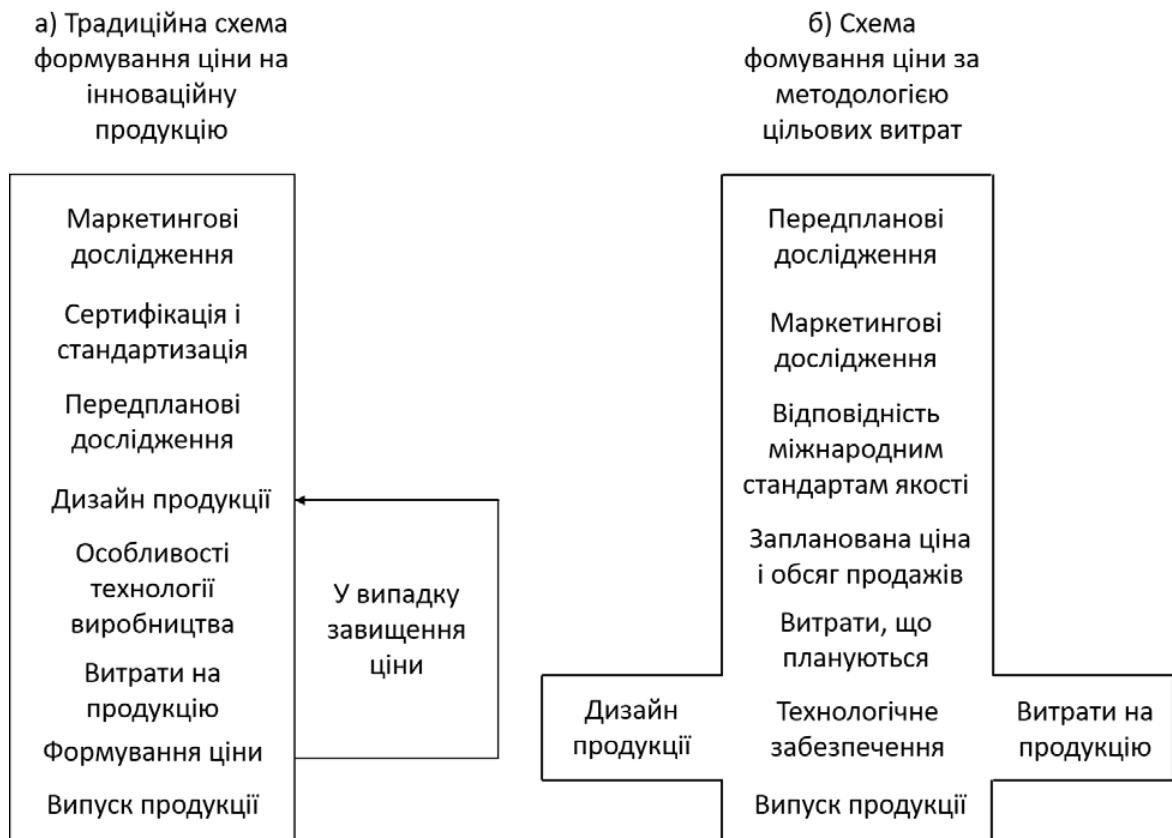 а) Традиційна схема
формування ціни на
інноваційну
продукцію
Маркетингові
дослідження
Сертифікація і
стандартизація
Передпланові
дослідження
Дизайн продукції
Особливості
технології
виробництва
Витрати на
продукцію
Формування ціни
Випуск продукції
У випадку
завищення
ціни
б) Схема
фомування ціни за
методологією
цільових витрат
Передпланові
дослідження
Маркетингові
дослідження
Відповідність
міжнародним
стандартам якості
Запланована ціна
і обсяг продажів
Витрати, що
плануються
Дизайн
продукції
Технологічне
забезпечення
Витрати на
продукцію
Випуск продукції